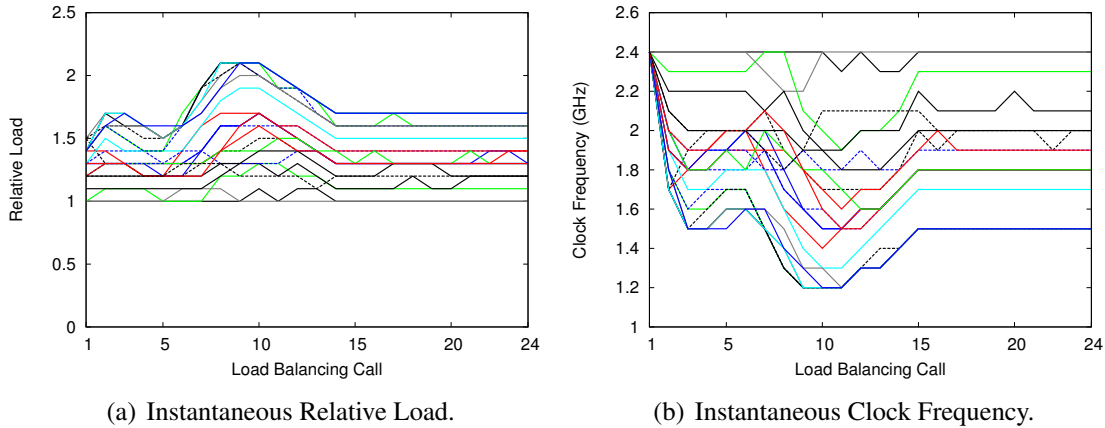 2.5
2
1.5
1
0.5
0
Relative Load
1 5 10 15 20 24
Load Balancing Call
(a) Instantaneous Relative Load.
2.6
2.4
2.2
2
1.8
1.6
1.4
1.2
1
Clock Frequency (GHz)
1 5 10 15 20 24
Load Balancing Call
(b) Instantaneous Clock Frequency.